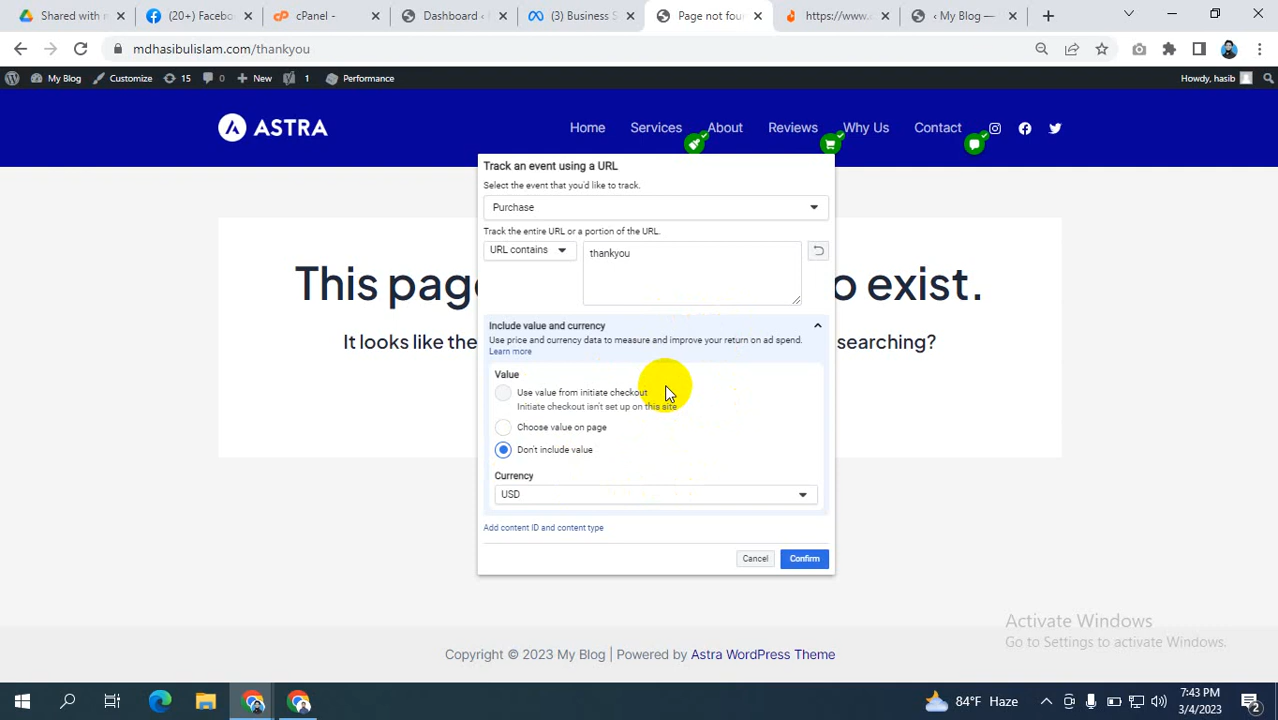 Shared with m
(20+) Faceboo
cPanel -
Dashboard ‹
(3) Business S
Page not foun
https://www.c
‹ My Blog —
mdhasibulislam.com/thankyou
My Blog
Customize
15
0
New
1
Performance
Howdy, hasib
ASTRA
Home
Services
About
Reviews
Why Us
Contact
Track an event using a URL
Select the event that you'd like to track.
Purchase
Track the entire URL or a portion of the URL.
URL contains
thankyou
This page
o exist.
It looks like the
searching?
Include value and currency
Use price and currency data to measure and improve your return on ad spend.
Learn more
Value
Use value from initiate checkout
Initiate checkout isn't set up on this site
Choose value on page
Don't include value
Currency
USD
Add content ID and content type
Cancel
Confirm
Activate Windows
Go to Settings to activate Windows.
Copyright © 2023 My Blog | Powered by Astra WordPress Theme
84°F Haze
7:43 PM
3/4/2023
2